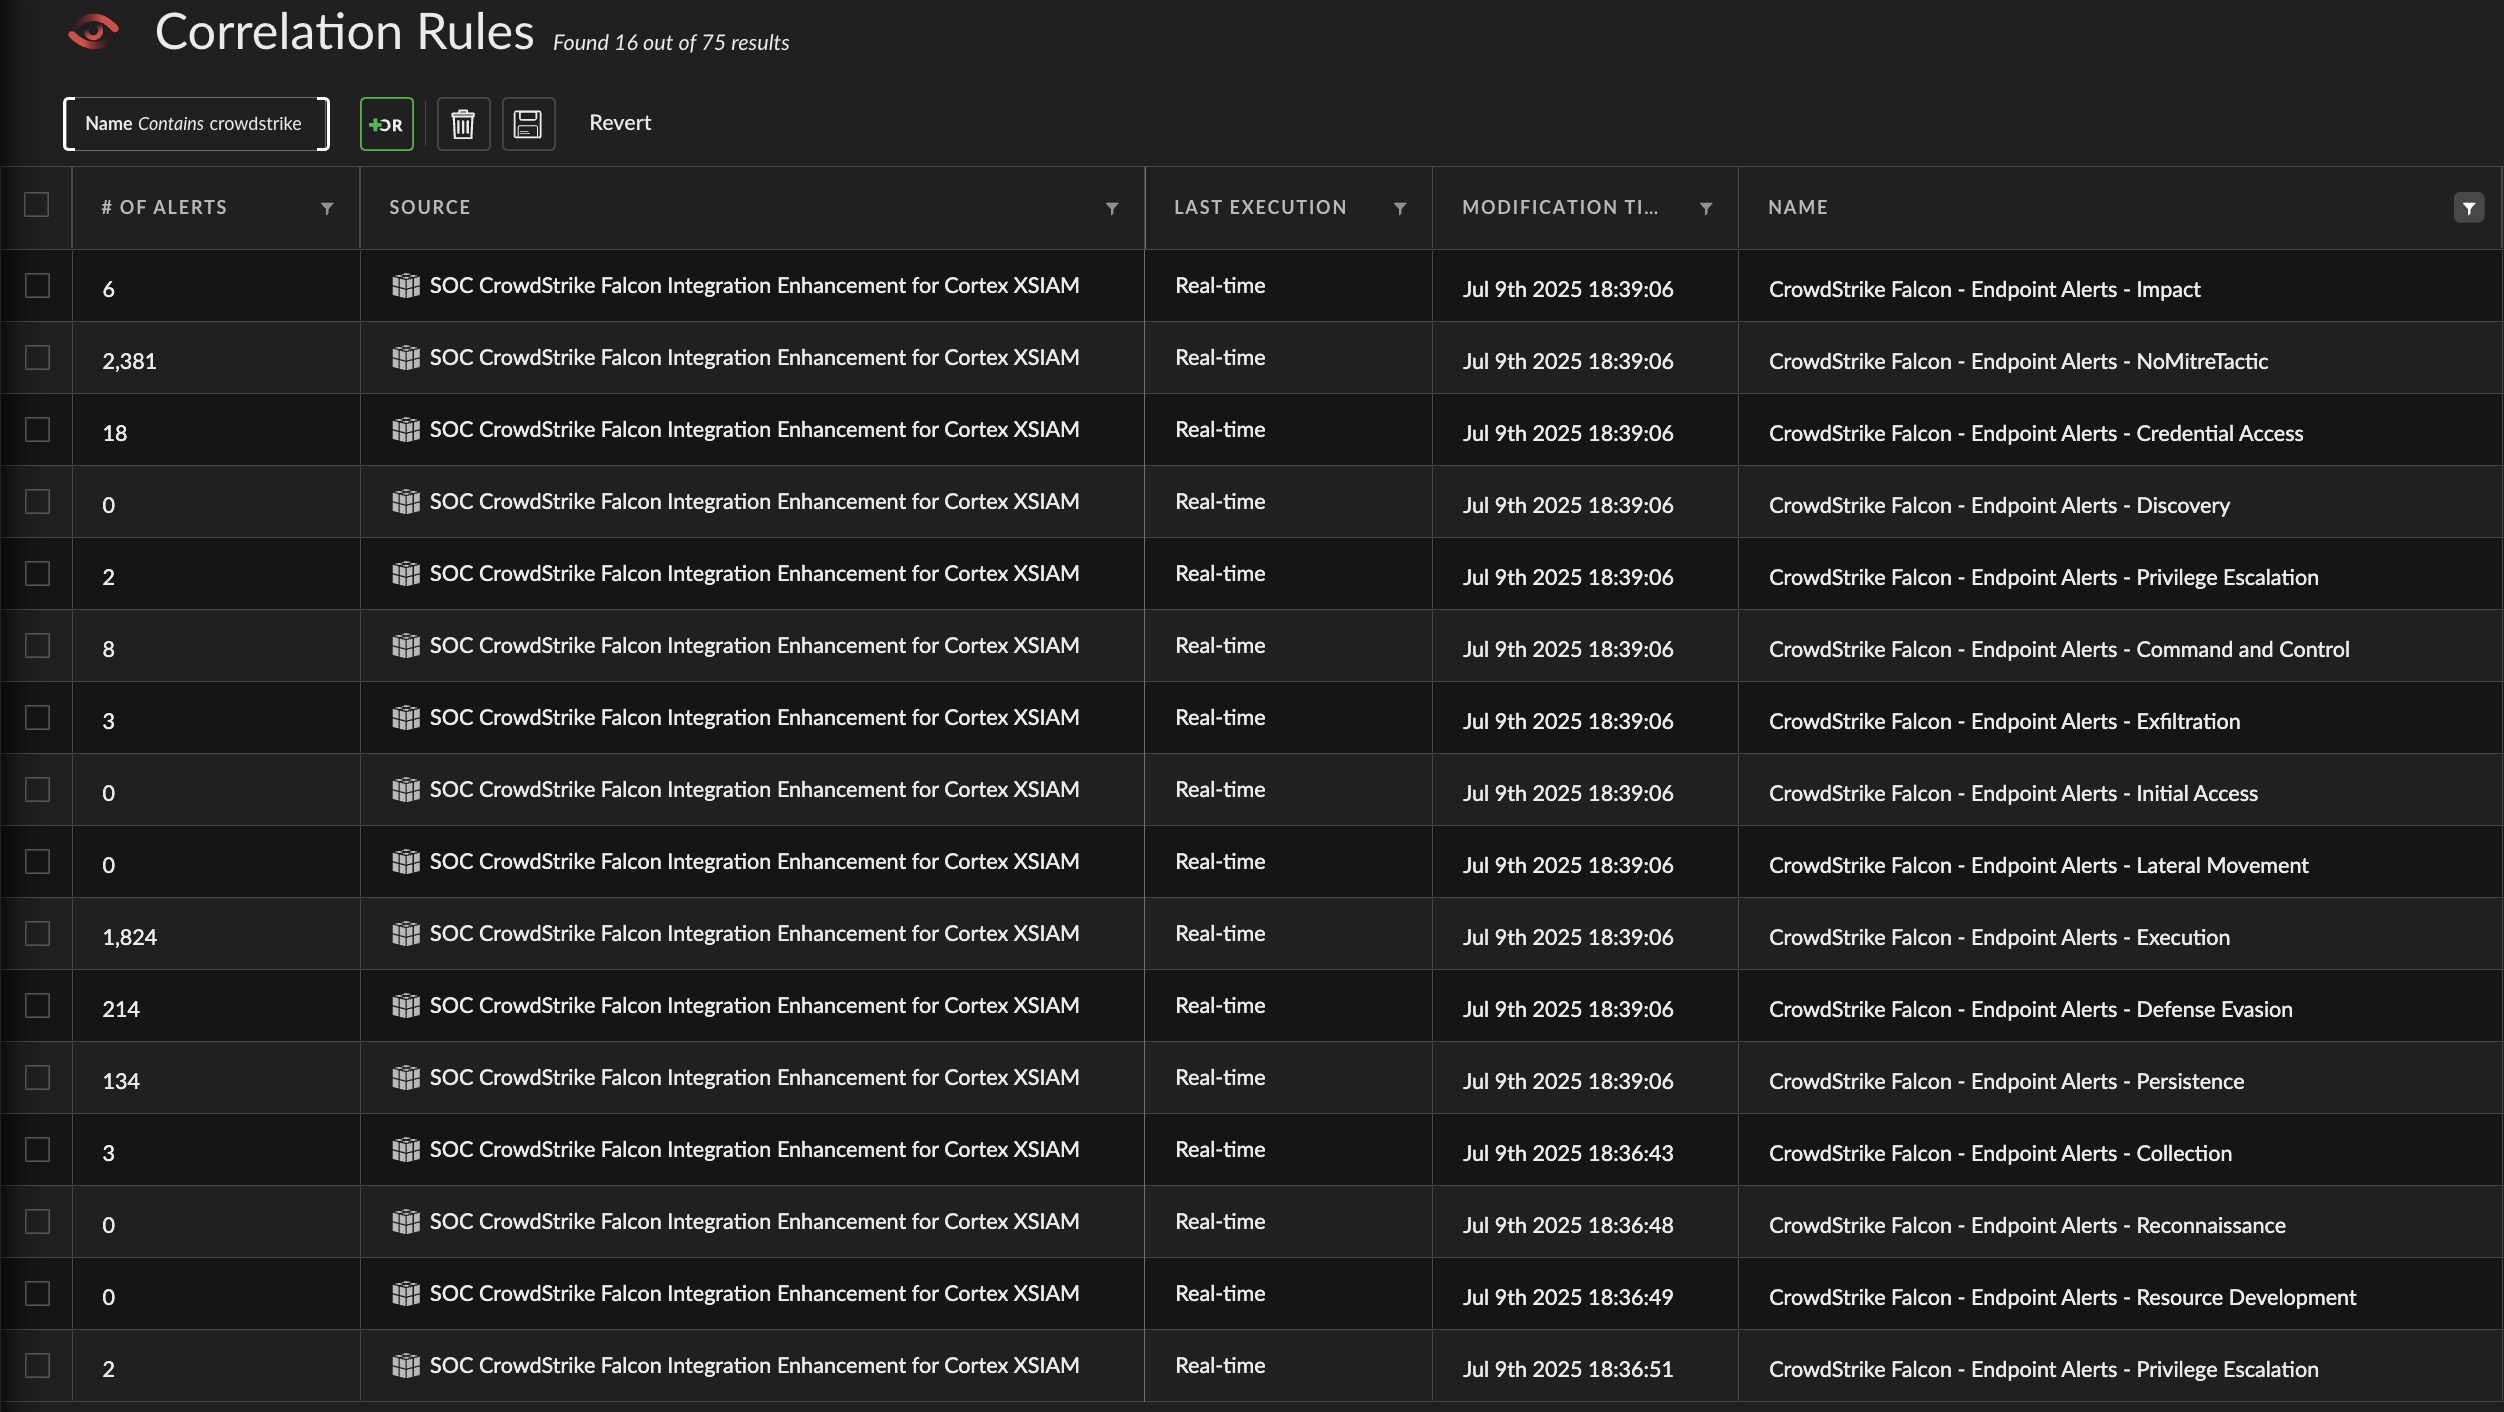 Correlation Rules Found 16 out of 75 results
Name Contains crowdstrike +OR Revert
# OF ALERTS SOURCE LAST EXECUTION MODIFICATION TI... NAME
6 SOC CrowdStrike Falcon Integration Enhancement for Cortex XSIAM Real-time Jul 9th 2025 18:39:06 CrowdStrike Falcon - Endpoint Alerts - Impact
2,381 SOC CrowdStrike Falcon Integration Enhancement for Cortex XSIAM Real-time Jul 9th 2025 18:39:06 CrowdStrike Falcon - Endpoint Alerts - NoMitreTactic
18 SOC CrowdStrike Falcon Integration Enhancement for Cortex XSIAM Real-time Jul 9th 2025 18:39:06 CrowdStrike Falcon - Endpoint Alerts - Credential Access
0 SOC CrowdStrike Falcon Integration Enhancement for Cortex XSIAM Real-time Jul 9th 2025 18:39:06 CrowdStrike Falcon - Endpoint Alerts - Discovery
2 SOC CrowdStrike Falcon Integration Enhancement for Cortex XSIAM Real-time Jul 9th 2025 18:39:06 CrowdStrike Falcon - Endpoint Alerts - Privilege Escalation
8 SOC CrowdStrike Falcon Integration Enhancement for Cortex XSIAM Real-time Jul 9th 2025 18:39:06 CrowdStrike Falcon - Endpoint Alerts - Command and Control
3 SOC CrowdStrike Falcon Integration Enhancement for Cortex XSIAM Real-time Jul 9th 2025 18:39:06 CrowdStrike Falcon - Endpoint Alerts - Exfiltration
0 SOC CrowdStrike Falcon Integration Enhancement for Cortex XSIAM Real-time Jul 9th 2025 18:39:06 CrowdStrike Falcon - Endpoint Alerts - Initial Access
0 SOC CrowdStrike Falcon Integration Enhancement for Cortex XSIAM Real-time Jul 9th 2025 18:39:06 CrowdStrike Falcon - Endpoint Alerts - Lateral Movement
1,824 SOC CrowdStrike Falcon Integration Enhancement for Cortex XSIAM Real-time Jul 9th 2025 18:39:06 CrowdStrike Falcon - Endpoint Alerts - Execution
214 SOC CrowdStrike Falcon Integration Enhancement for Cortex XSIAM Real-time Jul 9th 2025 18:39:06 CrowdStrike Falcon - Endpoint Alerts - Defense Evasion
134 SOC CrowdStrike Falcon Integration Enhancement for Cortex XSIAM Real-time Jul 9th 2025 18:39:06 CrowdStrike Falcon - Endpoint Alerts - Persistence
3 SOC CrowdStrike Falcon Integration Enhancement for Cortex XSIAM Real-time Jul 9th 2025 18:36:43 CrowdStrike Falcon - Endpoint Alerts - Collection
0 SOC CrowdStrike Falcon Integration Enhancement for Cortex XSIAM Real-time Jul 9th 2025 18:36:48 CrowdStrike Falcon - Endpoint Alerts - Reconnaissance
0 SOC CrowdStrike Falcon Integration Enhancement for Cortex XSIAM Real-time Jul 9th 2025 18:36:49 CrowdStrike Falcon - Endpoint Alerts - Resource Development
2 SOC CrowdStrike Falcon Integration Enhancement for Cortex XSIAM Real-time Jul 9th 2025 18:36:51 CrowdStrike Falcon - Endpoint Alerts - Privilege Escalation